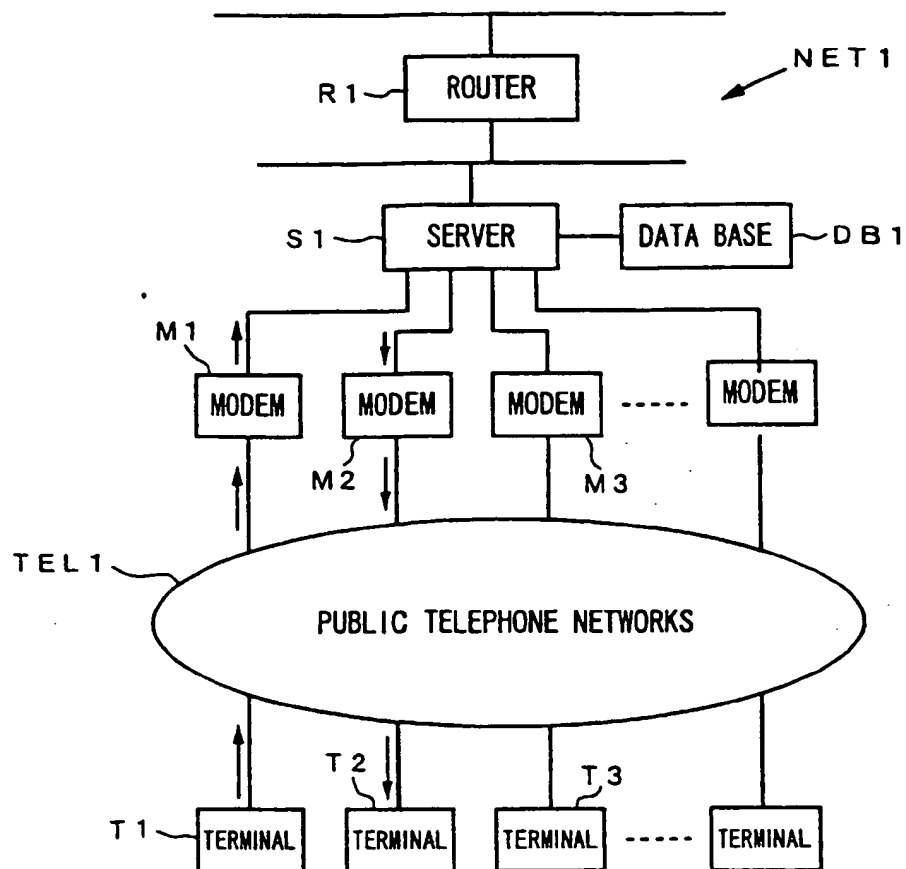 NET1
R1
ROUTER
S1
SERVER
DATA BASE
DB1
M1
MODEM
MODEM
MODEM
MODEM
M2
M3
TEL1
PUBLIC TELEPHONE NETWORKS
T2
T3
T1
TERMINAL
TERMINAL
TERMINAL
TERMINAL